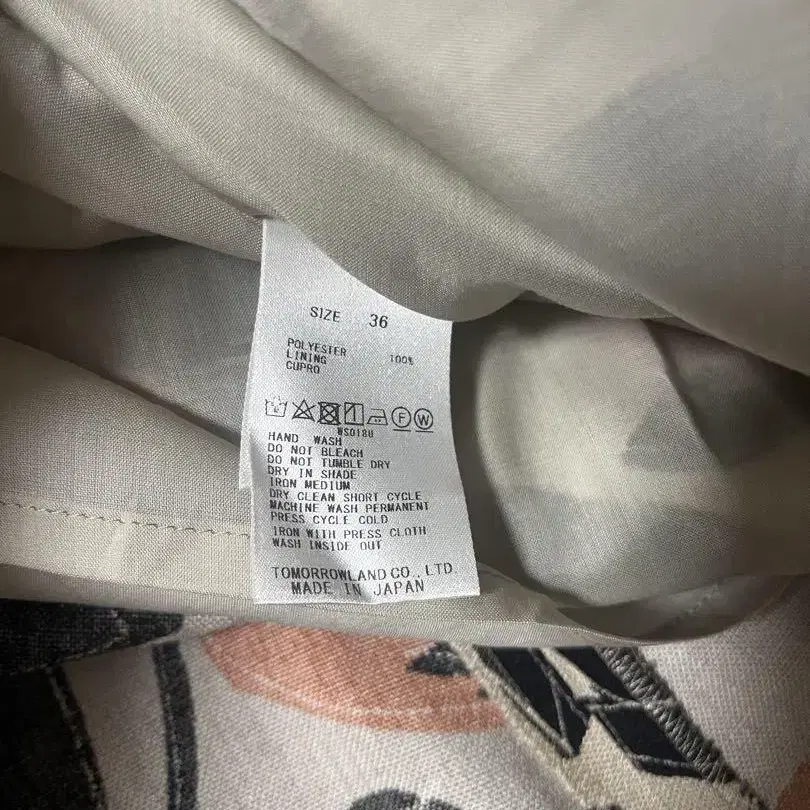 SIZE 36
POLYESTER 100%
LINING
CUPRO
F W
WS018U
HAND WASH
DO NOT BLEACH
DO NOT TUMBLE DRY
DRY IN SHADE
IRON MEDIUM
DRY CLEAN SHORT CYCLE
MACHINE WASH PERMANENT
PRESS CYCLE COLD
IRON WITH PRESS CLOTH
WASH INSIDE OUT
TOMORROWLAND CO., LTD.
MADE IN JAPAN